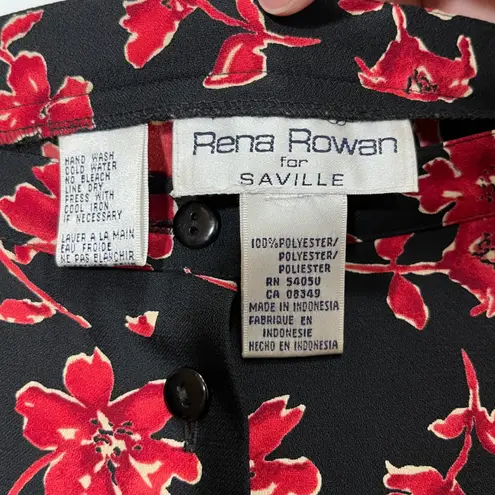 HAND WASH
COLD WATER
NO BLEACH
LINE DRY
PRESS WITH
COOL IRON
IF NECESSARY
LAVER A LA MAIN
EAU FROIDE
NE PAS BLANCHIR
Rena Rowan
for
SAVILLE
100%POLYESTER/
POLYESTER/
POLIESTER
RN 54050
CA 08349
MADE IN INDONESIA
FABRIQUE EN
INDONESIE
HECHO EN INDONESIA